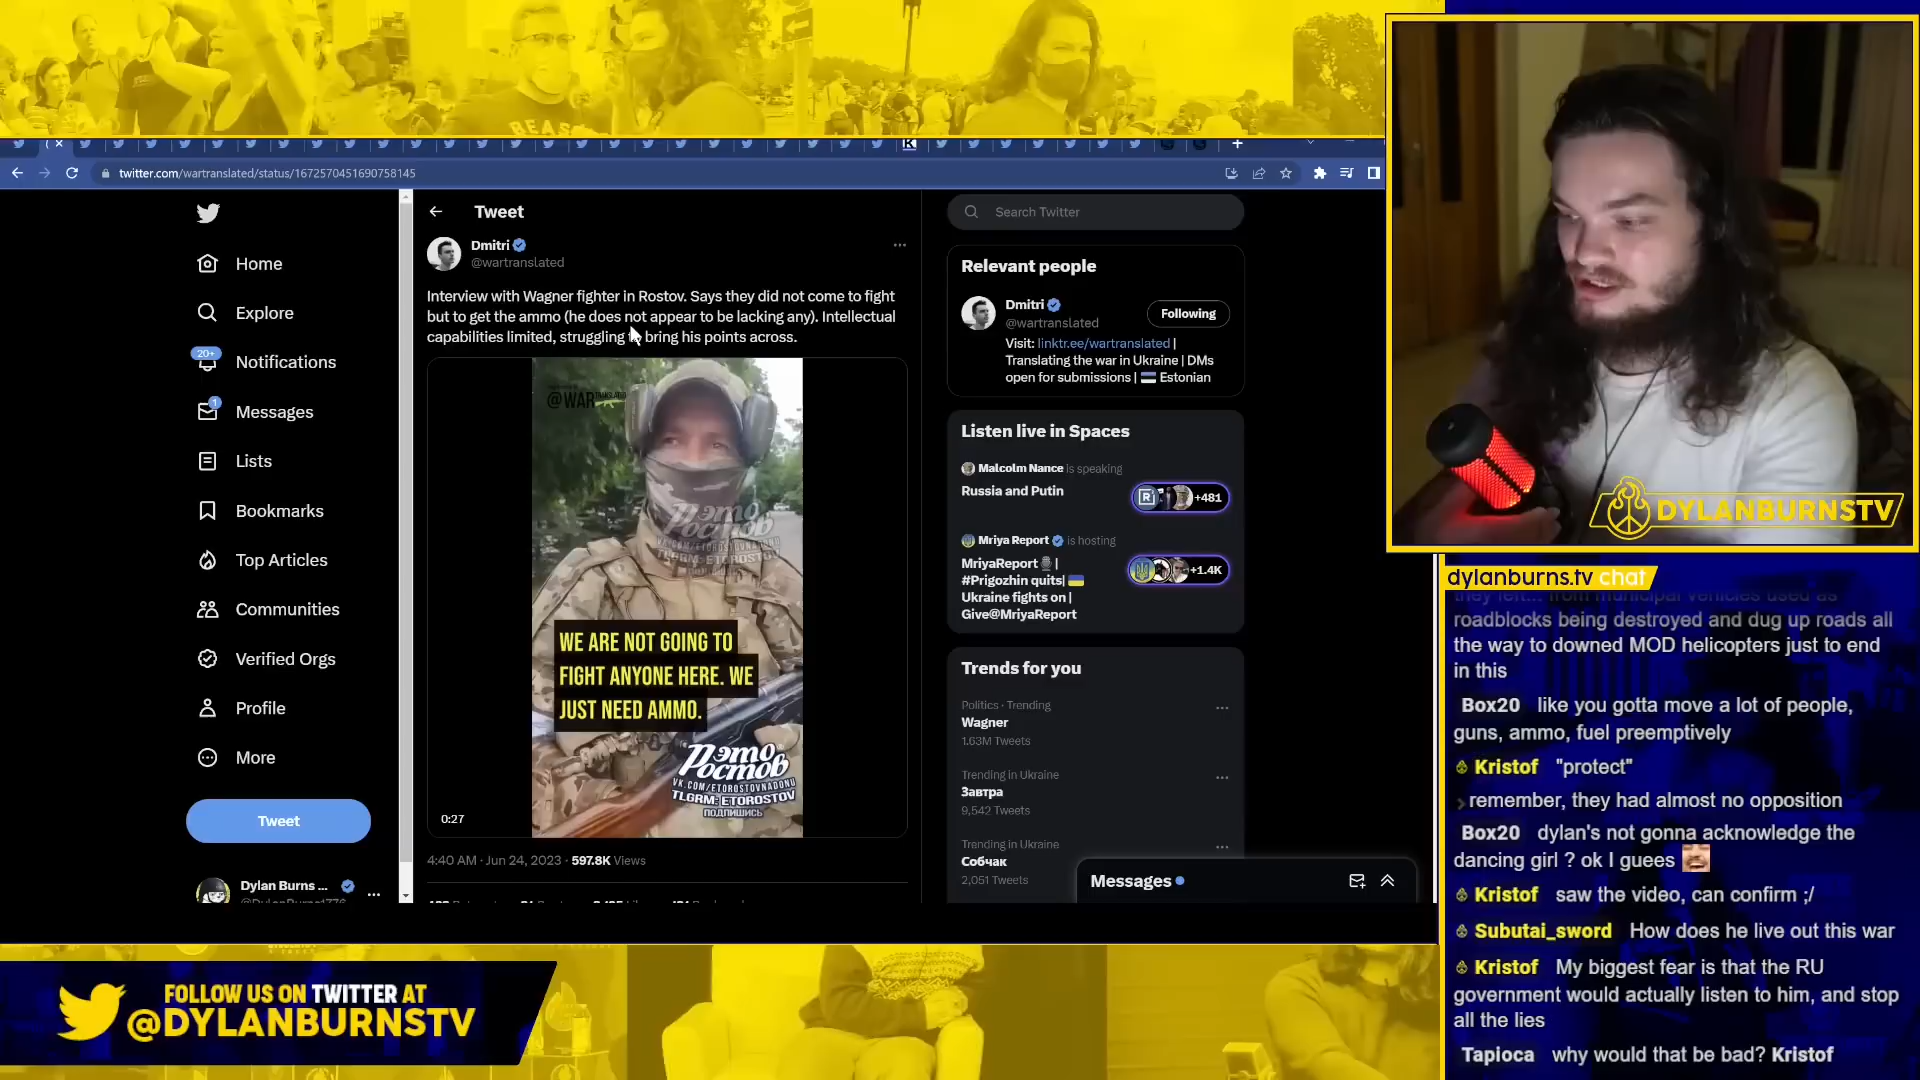 BEAS
twitter.com/wartranslated/status/1672570451690758145
Home
Explore
20+
Notifications
1
Messages
Lists
Bookmarks
Top Articles
Communities
Verified Orgs
Profile
More
Tweet
Dylan Burns ...
Tweet
Dmitri
@wartranslated
Interview with Wagner fighter in Rostov. Says they did not come to fight
but to get the ammo (he does not appear to be lacking any). Intellectual
capabilities limited, struggling to bring his points across.
@WARTRANSLATED
WE ARE NOT GOING TO
FIGHT ANYONE HERE. WE
JUST NEED AMMO.
Рэто
Ростов
VK.COM/ETOROSTOVNADONU
Рэто
Ростов
VK.COM/ETOROSTOVNADONU
TLGRM: ETOROSTOV
ПОДПИШИСЬ
0:27
4:40 AM · Jun 24, 2023 · 597.8K Views
Search Twitter
Relevant people
Dmitri
@wartranslated
Following
Visit: linktr.ee/wartranslated |
Translating the war in Ukraine | DMs
open for submissions | Estonian
Listen live in Spaces
Malcolm Nance is speaking
Russia and Putin
+481
Mriya Report is hosting
MriyaReport |
#Prigozhin quits|
Ukraine fights on |
Give@MriyaReport
+1.4K
Trends for you
Politics · Trending
Wagner
1.63M Tweets
Trending in Ukraine
Завтра
9,542 Tweets
Trending in Ukraine
Собчак
2,051 Tweets
Messages
DYLANBURNSTV
dylanburns.tv chat
they left... from municipal vehicles used as
roadblocks being destroyed and dug up roads all
the way to downed MOD helicopters just to end
in this
Box20 like you gotta move a lot of people,
guns, ammo, fuel preemptively
Kristof "protect"
remember, they had almost no opposition
Box20 dylan's not gonna acknowledge the
dancing girl ? ok I guees
Kristof saw the video, can confirm ;/
Subutai_sword How does he live out this war
Kristof My biggest fear is that the RU
government would actually listen to him, and stop
all the lies
Tapioca why would that be bad? Kristof
FOLLOW US ON TWITTER AT
@DYLANBURNSTV